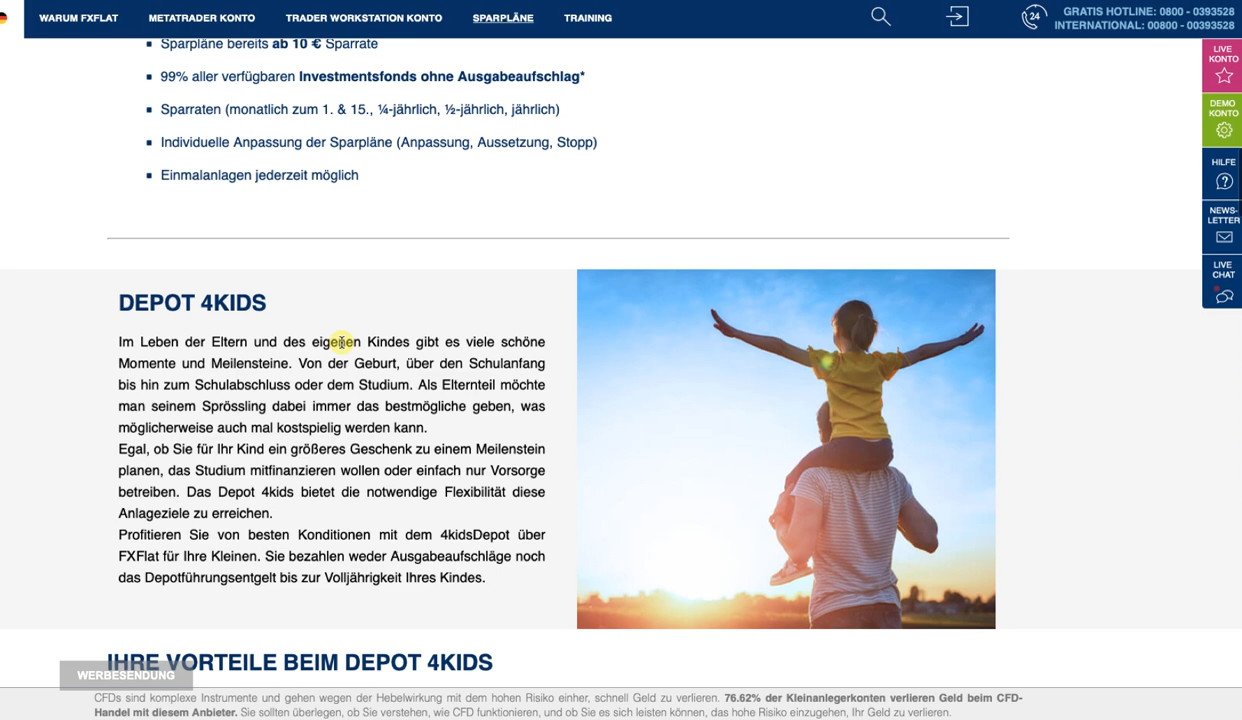 WARUM FXFLAT METATRADER KONTO TRADER WORKSTATION KONTO SPARPLÄNE TRAINING
24
GRATIS HOTLINE: 0800 - 0393528
INTERNATIONAL: 00800 - 00393528
Sparpläne bereits ab 10 € Sparrate
99% aller verfügbaren Investmentsfonds ohne Ausgabeaufschlag*
Sparraten (monatlich zum 1. & 15., ¼-jährlich, ½-jährlich, jährlich)
Individuelle Anpassung der Sparpläne (Anpassung, Aussetzung, Stopp)
Einmalanlagen jederzeit möglich
LIVE
KONTO
DEMO
KONTO
HILFE
NEWS-
LETTER
LIVE
CHAT
DEPOT 4KIDS
Im Leben der Eltern und des eigenen Kindes gibt es viele schöne
Momente und Meilensteine. Von der Geburt, über den Schulanfang
bis hin zum Schulabschluss oder dem Studium. Als Elternteil möchte
man seinem Sprössling dabei immer das bestmögliche geben, was
möglicherweise auch mal kostspielig werden kann.
Egal, ob Sie für Ihr Kind ein größeres Geschenk zu einem Meilenstein
planen, das Studium mitfinanzieren wollen oder einfach nur Vorsorge
betreiben. Das Depot 4kids bietet die notwendige Flexibilität diese
Anlageziele zu erreichen.
Profitieren Sie von besten Konditionen mit dem 4kidsDepot über
FXFlat für Ihre Kleinen. Sie bezahlen weder Ausgabeaufschläge noch
das Depotführungsentgelt bis zur Volljährigkeit Ihres Kindes.
IHRE VORTEILE BEIM DEPOT 4KIDS
WERBESENDUNG
CFDs sind komplexe Instrumente und gehen wegen der Hebelwirkung mit dem hohen Risiko einher, schnell Geld zu verlieren. 76.62% der Kleinanlegerkonten verlieren Geld beim CFD-
Handel mit diesem Anbieter. Sie sollten überlegen, ob Sie verstehen, wie CFD funktionieren, und ob Sie es sich leisten können, das hohe Risiko einzugehen, Ihr Geld zu verlieren.